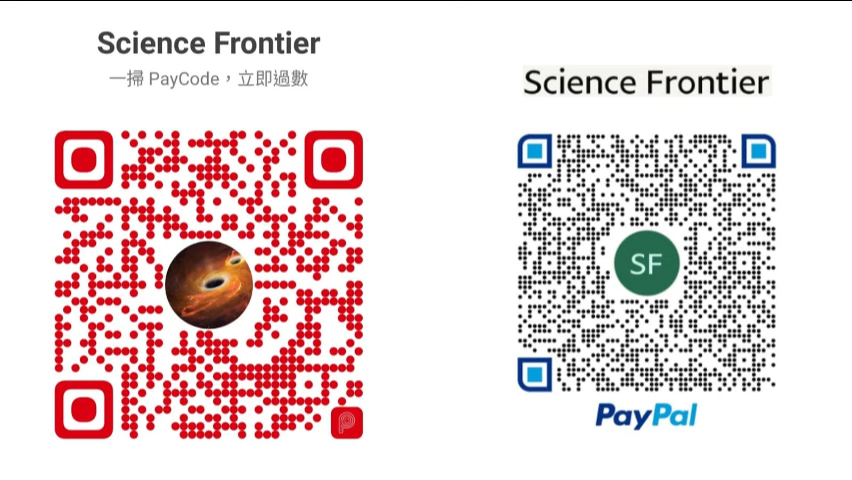 Science Frontier
一掃 PayCode，立即過數
Science Frontier
SF
PayPal